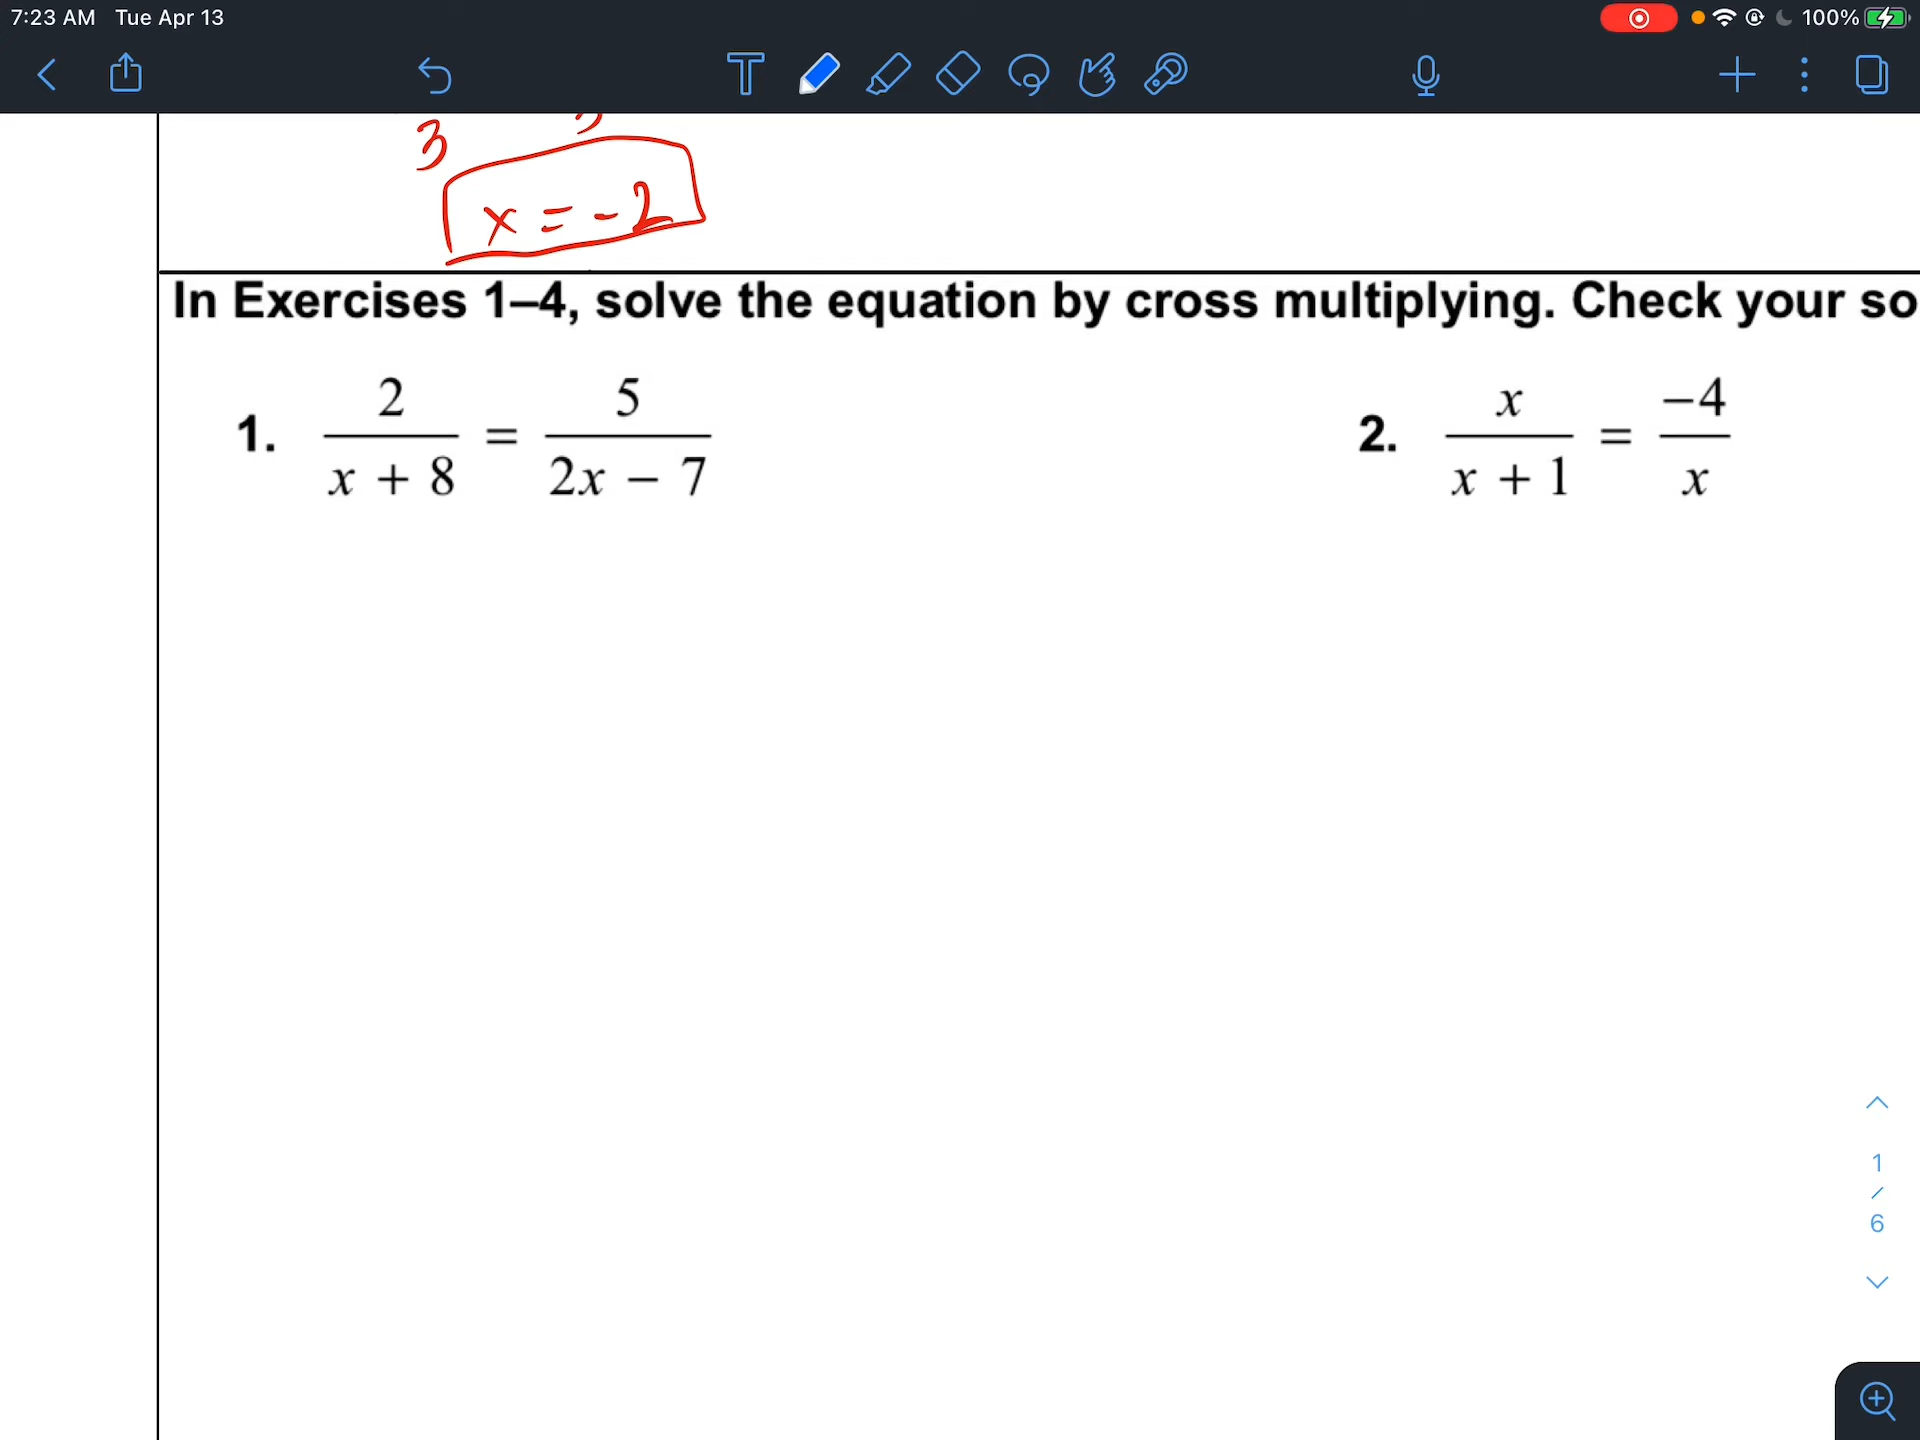 7:23 AM Tue Apr 13
100%
T
3
x = -2
In Exercises 1–4, solve the equation by cross multiplying. Check your so
1. 2/(x + 8) = 5/(2x − 7)
2. x/(x + 1) = −4/x
1
/
6